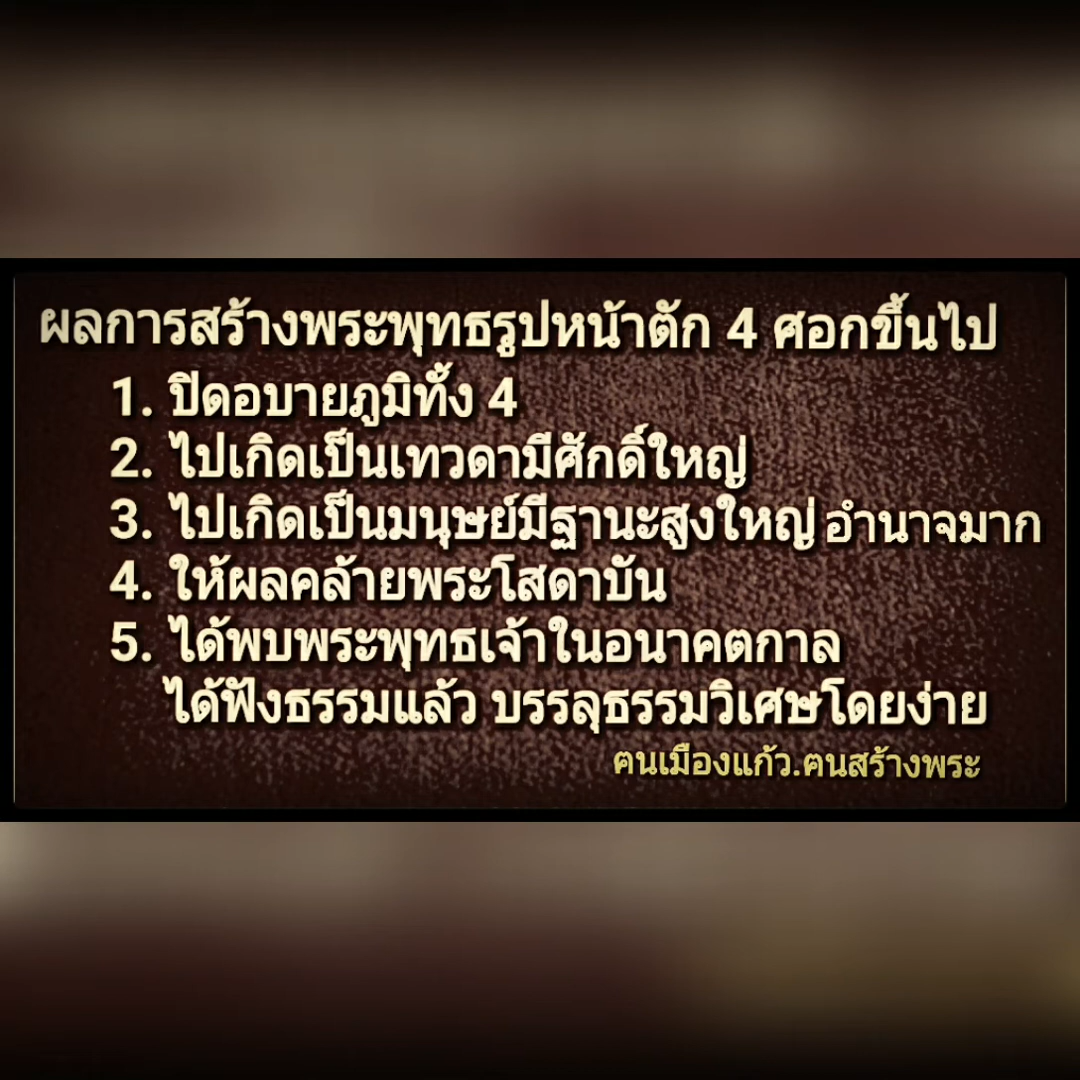 ผลการสร้างพระพุทธรูปหน้าตัก 4 ศอกขึ้นไป
1. ปิดอบายภูมิทั้ง 4
2. ไปเกิดเป็นเทวดามีศักดิ์ใหญ่
3. ไปเกิดเป็นมนุษย์มีฐานะสูงใหญ่ อำนาจมาก
4. ให้ผลคล้ายพระโสดาบัน
5. ได้พบพระพุทธเจ้าในอนาคตกาล
ได้ฟังธรรมแล้ว บรรลุธรรมวิเศษโดยง่าย
ฅนเมืองแก้ว.ฅนสร้างพระ